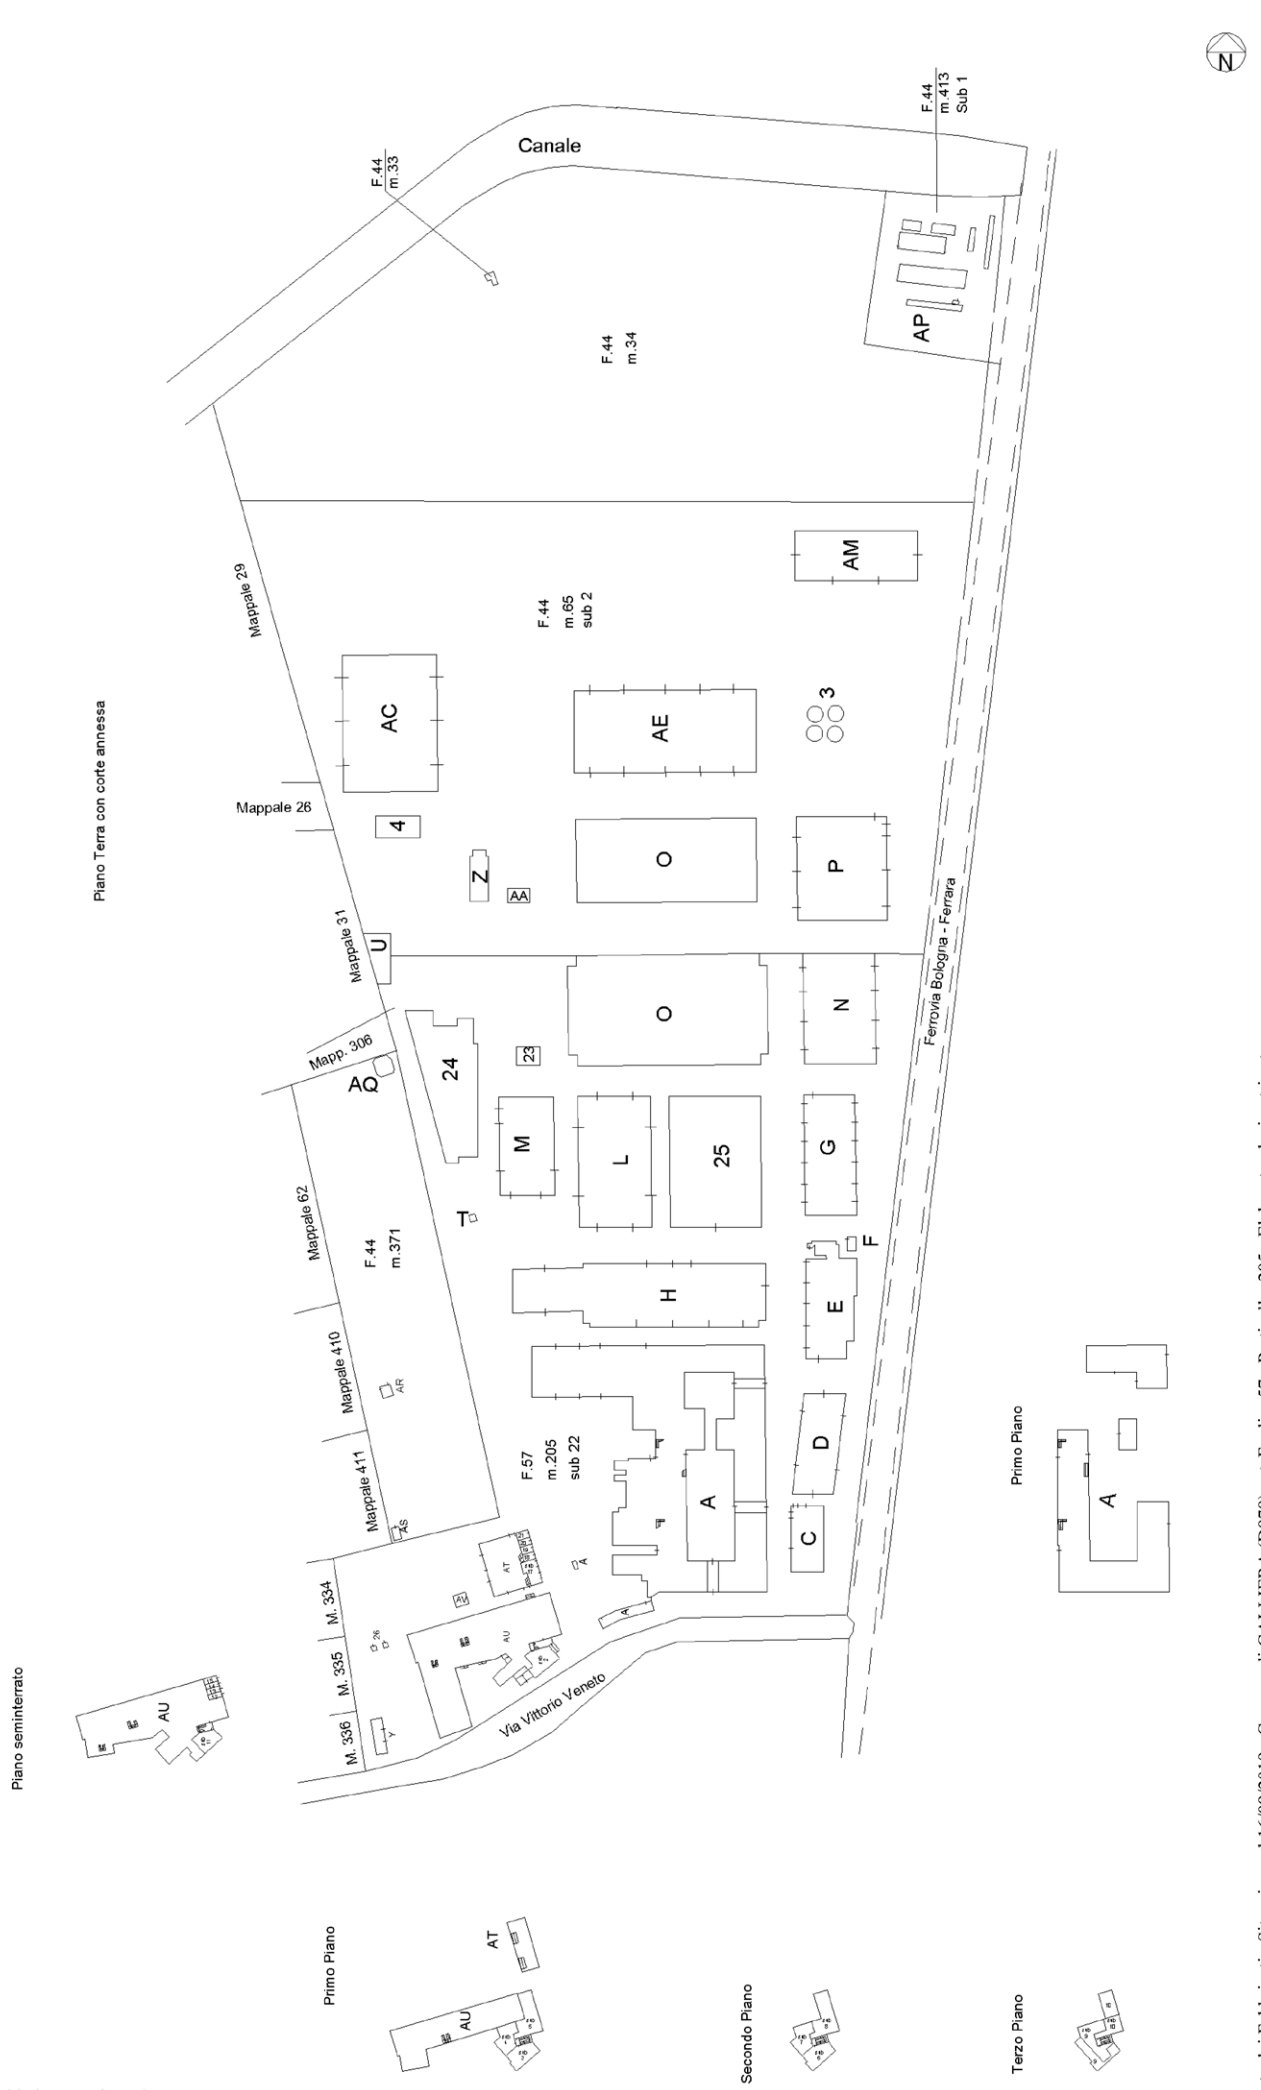 N
F.44
m.413
Sub 1
Canale
F.44
m.33
AP
F.44
m.34
Mappale 29
AM
F.44
m.65
sub 2
Piano Terra con corte annessa
AC
AE
3
Mappale 26
4
Z
AA
O
P
Mappale 31
U
Ferrovia Bologna - Ferrara
O
N
Mapp. 306
AQ
24
23
M
L
25
G
Mappale 62
T
F.44
m.371
F
H
E
Mappale 410
AR
Mappale 411
AS
F.57
m.205
sub 22
A
D
C
Primo Piano
A
AT
A
A
M. 334
M. 335
M. 336
26
AU
AU
Y
Via Vittorio Veneto
Piano seminterrato
AU
Primo Piano
AT
AU
Secondo Piano
Terzo Piano